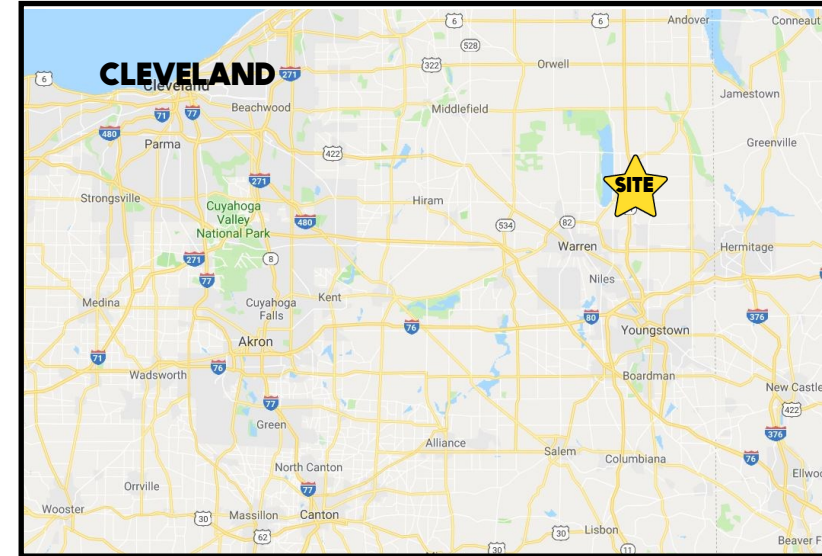 6
6
Andover
Conneaut
528
322
Orwell
CLEVELAND
Cleveland
271
6
Jamestown
Beachwood
Middlefield
71
77
480
Parma
422
Greenville
271
SITE
Strongsville
Cuyahoga
Valley
National Park
Hiram
480
534
82
Warren
Hermitage
271
8
77
Niles
Medina
Cuyahoga
Falls
Kent
80
376
76
Youngstown
Akron
71
76
Wadsworth
Boardman
New Castle
77
422
Green
376
Alliance
Salem
Columbiana
76
North Canton
Ellwo
77
Orrville
Wooster
30
Massillon
Canton
62
30
Lisbon
30
11
Beaver F